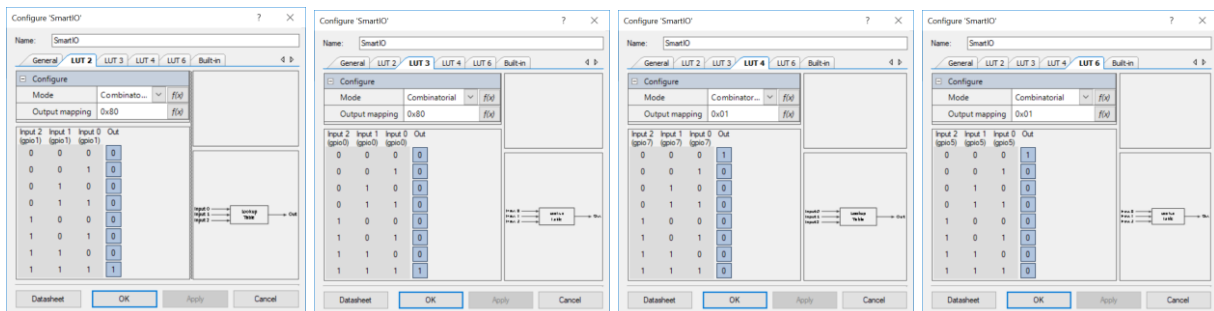 Configure 'SmartIO' ? ×
Name: SmartIO
General LUT 2 LUT 3 LUT 4 LUT 6 Built-in
Configure
Mode Combinato... f(x)
Output mapping 0x80 f(x)
Input 2 Input 1 Input 0 Out
(gpio1) (gpio1) (gpio1)
0 0 0 0
0 0 1 0
0 1 0 0
0 1 1 0
1 0 0 0
1 0 1 0
1 1 0 0
1 1 1 1
Input 0
Input 1
Input 2
Lookup
Table
Out
Datasheet OK Apply Cancel
Configure 'SmartIO' ? ×
Name: SmartIO
General LUT 2 LUT 3 LUT 4 LUT 6 Built-in
Configure
Mode Combinatorial f(x)
Output mapping 0x80 f(x)
Input 2 Input 1 Input 0 Out
(gpio0) (gpio0) (gpio0)
0 0 0 0
0 0 1 0
0 1 0 0
0 1 1 0
1 0 0 0
1 0 1 0
1 1 0 0
1 1 1 1
Datasheet OK Apply Cancel
Configure 'SmartIO' ? ×
Name: SmartIO
General LUT 2 LUT 3 LUT 4 LUT 6 Built-in
Configure
Mode Combinator... f(x)
Output mapping 0x01 f(x)
Input 2 Input 1 Input 0 Out
(gpio7) (gpio7) (gpio7)
0 0 0 1
0 0 1 0
0 1 0 0
0 1 1 0
1 0 0 0
1 0 1 0
1 1 0 0
1 1 1 0
Datasheet OK Apply Cancel
Configure 'SmartIO' ? ×
Name: SmartIO
General LUT 2 LUT 3 LUT 4 LUT 6 Built-in
Configure
Mode Combinatorial f(x)
Output mapping 0x01 f(x)
Input 2 Input 1 Input 0 Out
(gpio5) (gpio5) (gpio5)
0 0 0 1
0 0 1 0
0 1 0 0
0 1 1 0
1 0 0 0
1 0 1 0
1 1 0 0
1 1 1 0
Datasheet OK Apply Cancel